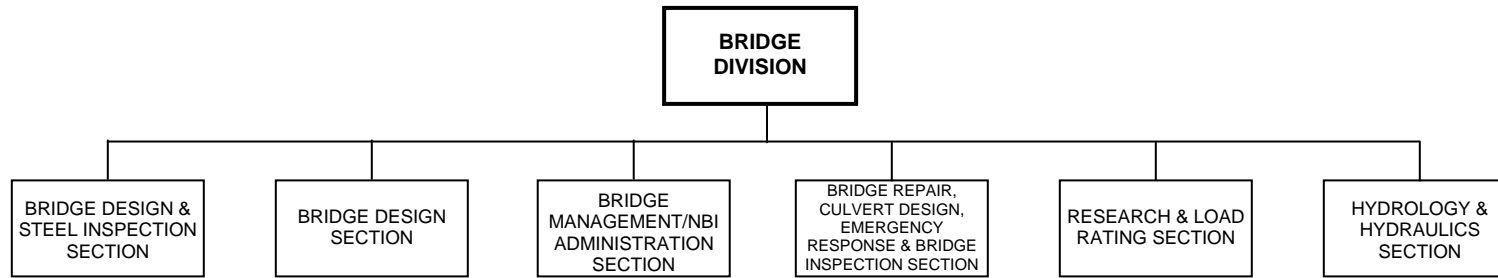 BRIDGE
DIVISION
BRIDGE DESIGN &
STEEL INSPECTION
SECTION
BRIDGE DESIGN
SECTION
BRIDGE
MANAGEMENT/NBI
ADMINISTRATION
SECTION
BRIDGE REPAIR,
CULVERT DESIGN,
EMERGENCY
RESPONSE & BRIDGE
INSPECTION SECTION
RESEARCH & LOAD
RATING SECTION
HYDROLOGY &
HYDRAULICS
SECTION